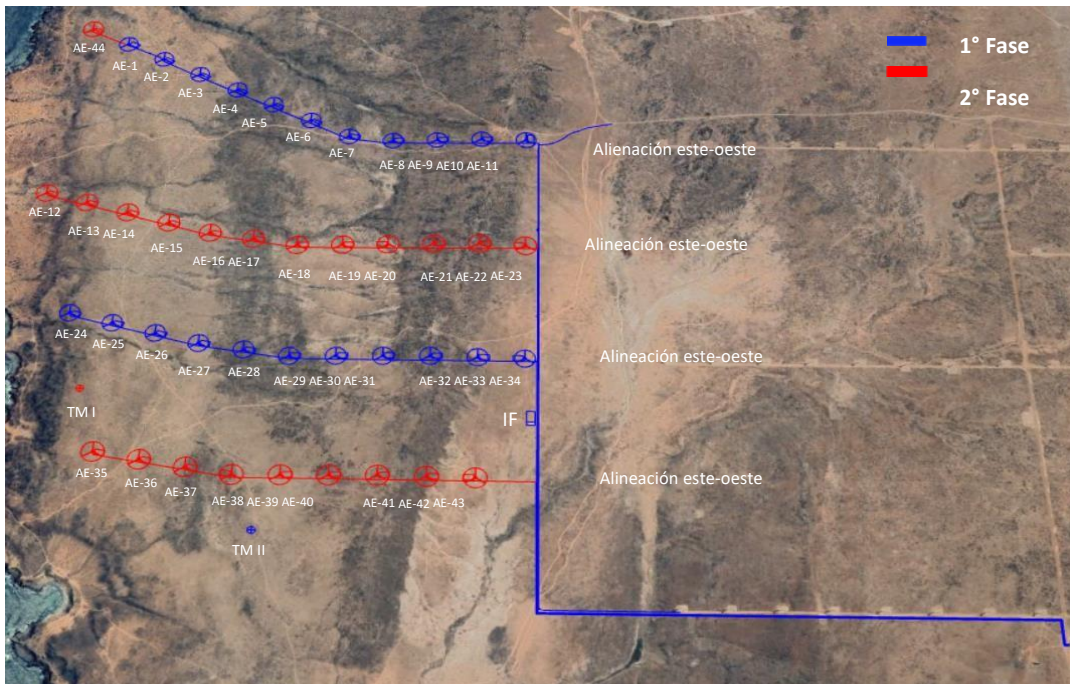 1° Fase
2° Fase
AE-44
AE-1
AE-2
AE-3
AE-4
AE-5
AE-6
AE-7
AE-8 AE-9 AE10 AE-11
Alienación este-oeste
AE-12
AE-13
AE-14
AE-15
AE-16 AE-17
AE-18
AE-19 AE-20
AE-21 AE-22 AE-23
Alineación este-oeste
AE-24
AE-25
AE-26
AE-27
AE-28
AE-29 AE-30 AE-31
AE-32 AE-33 AE-34
Alineación este-oeste
TM I
IF
AE-35
AE-36
AE-37
AE-38 AE-39 AE-40
AE-41 AE-42 AE-43
Alineación este-oeste
TM II